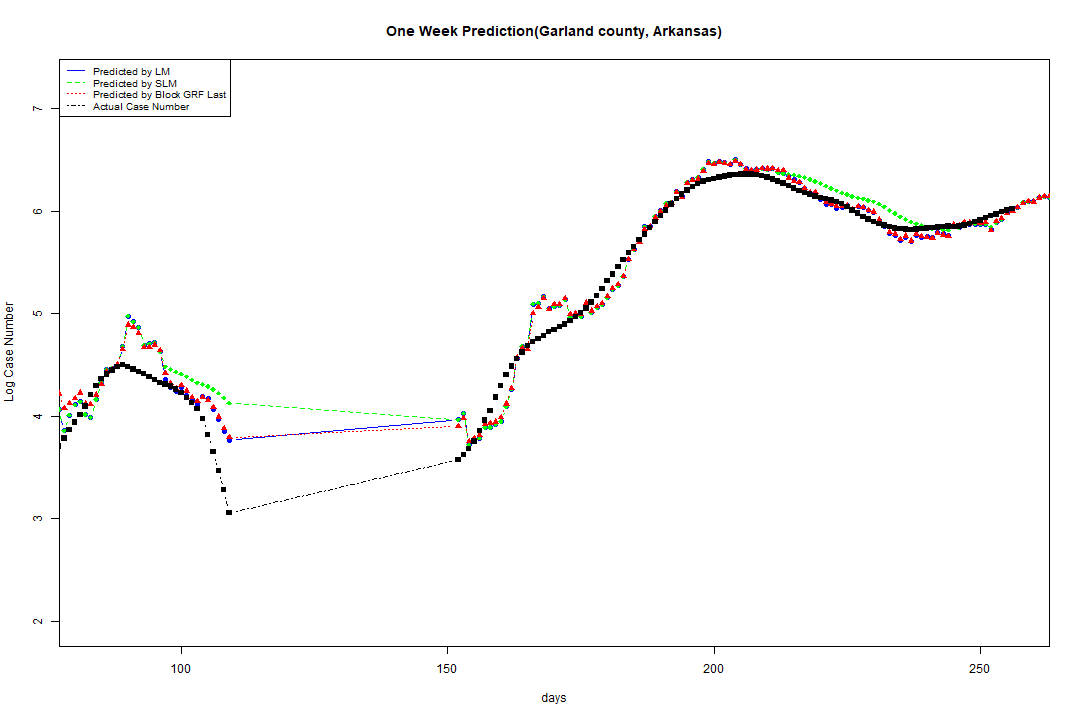 One Week Prediction(Garland county, Arkansas)
Predicted by LM
Predicted by SLM
Predicted by Block GRF Last
Actual Case Number
7
6
5
4
3
2
Log Case Number
100 150 200 250
days